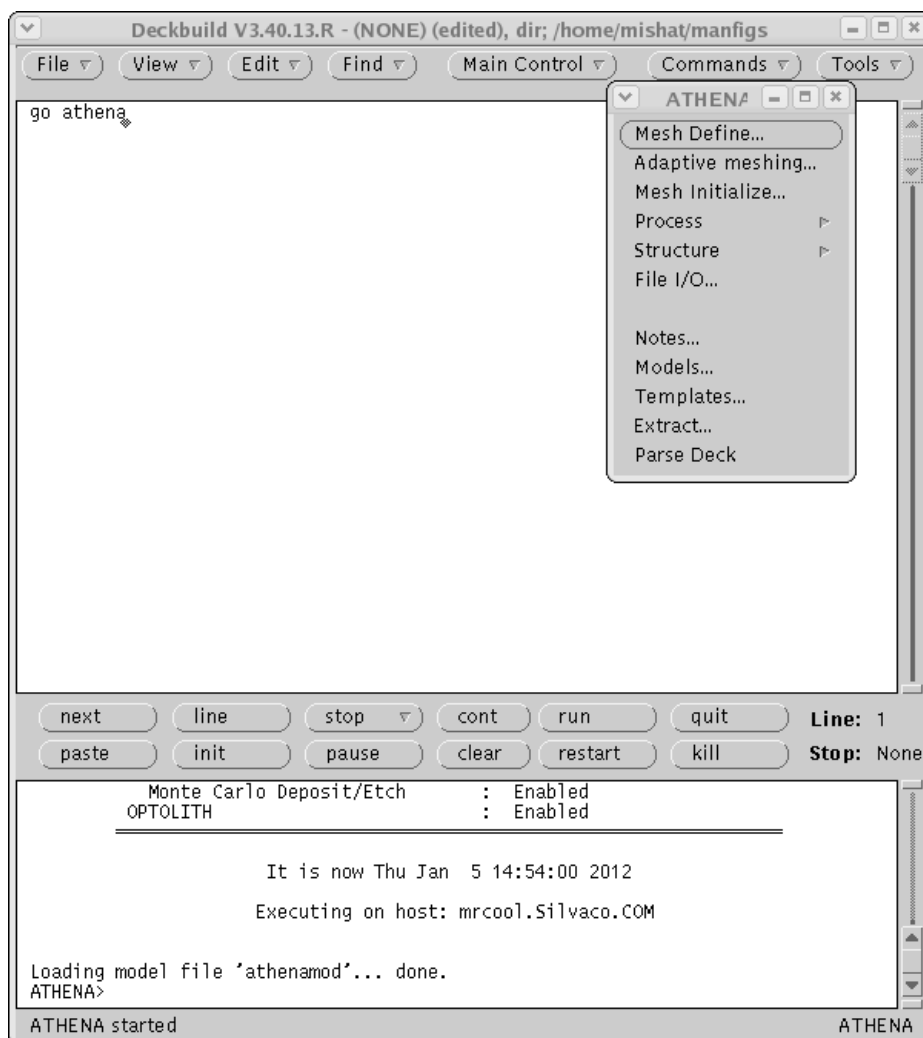 Deckbuild V3.40.13.R - (NONE) (edited), dir; /home/mishat/manfigs
File View Edit Find Main Control Commands Tools
go athena
ATHENA
Mesh Define...
Adaptive meshing...
Mesh Initialize...
Process
Structure
File I/O...
Notes...
Models...
Templates...
Extract...
Parse Deck
next line stop cont run quit Line: 1
paste init pause clear restart kill Stop: None
Monte Carlo Deposit/Etch : Enabled
OPTOLITH : Enabled
It is now Thu Jan 5 14:54:00 2012
Executing on host: mrcool.Silvaco.COM
Loading model file 'athenamod'... done.
ATHENA>
ATHENA started ATHENA